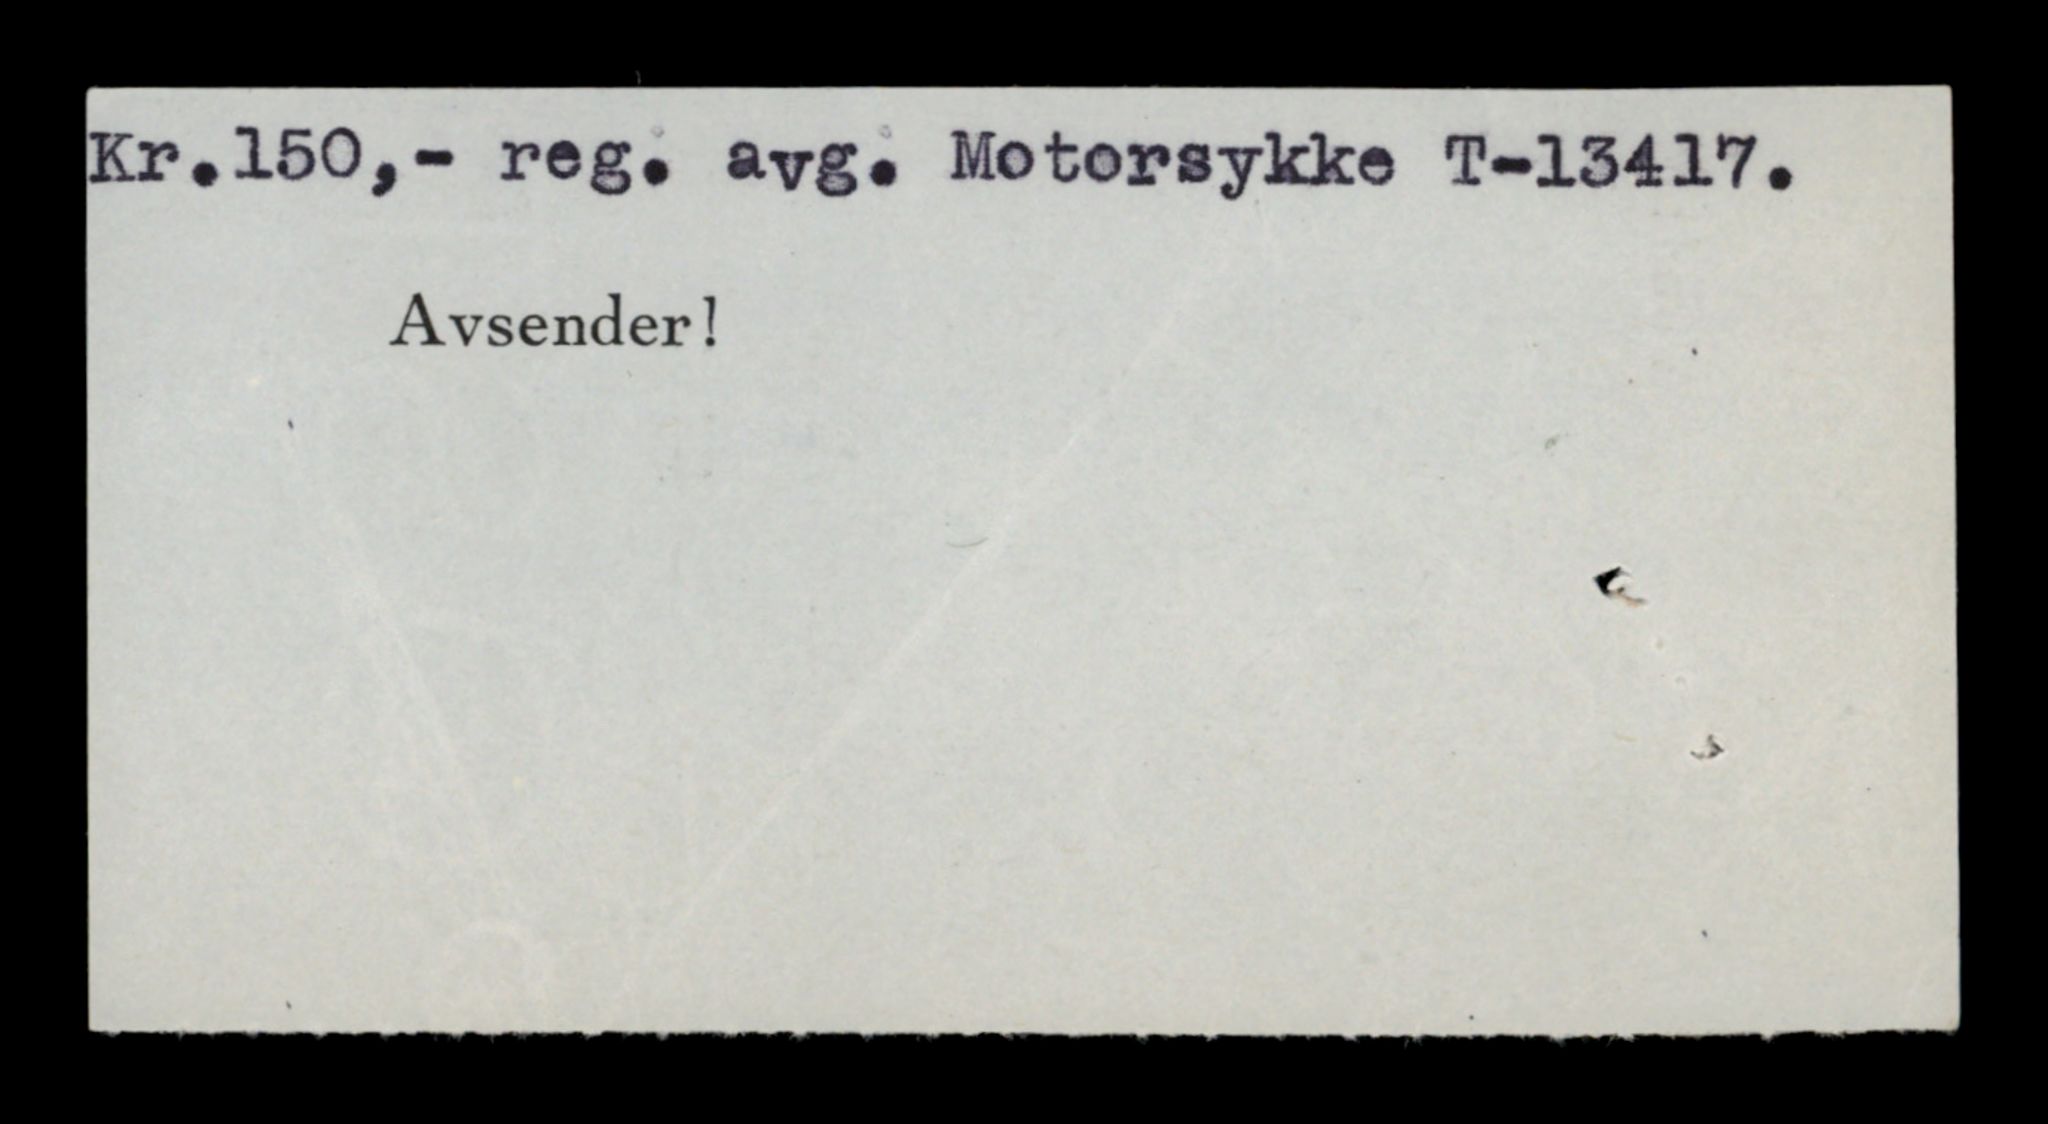 Kr.150,- reg. avg. Motorsykke T-13417.
Avsender!